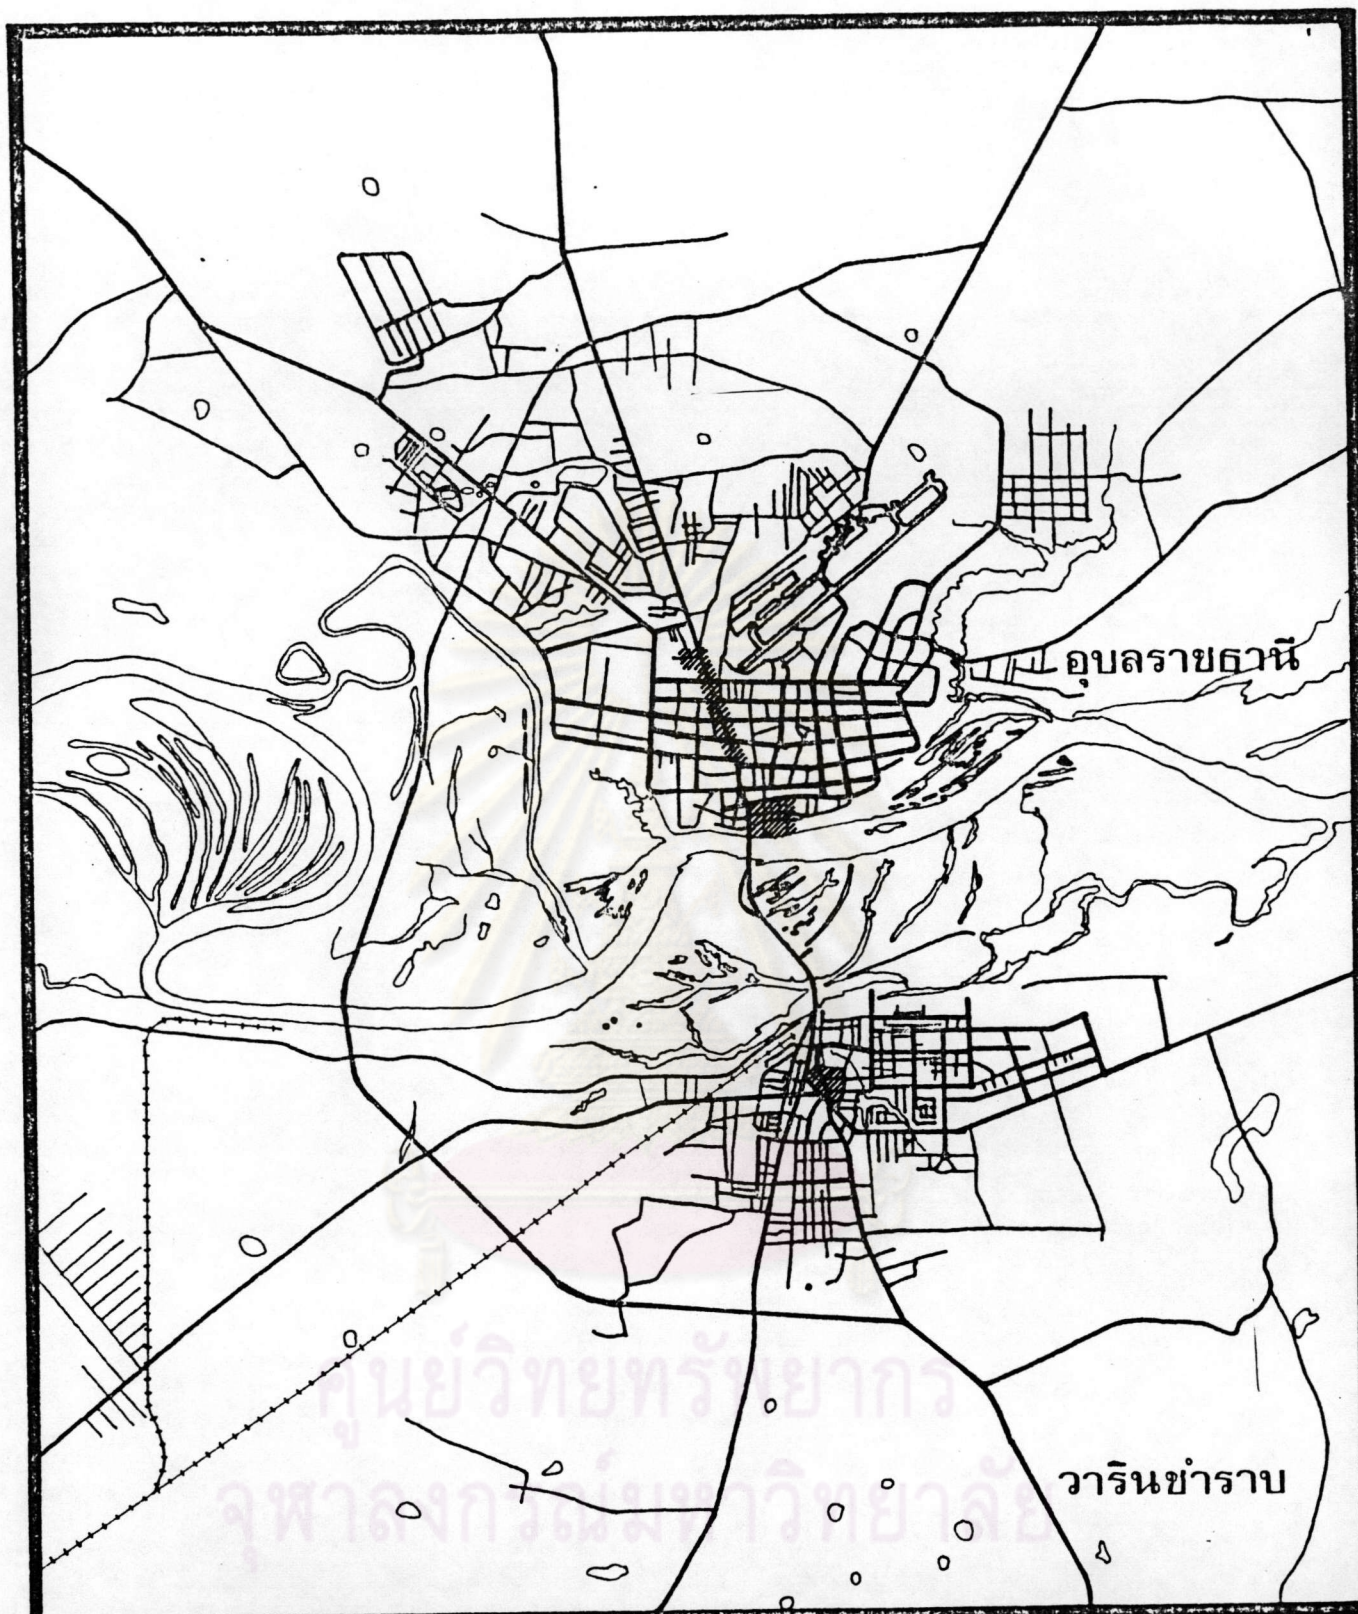 อุบลราชธานี
ศูนย์วิทยทรัพยากร
วารินชำราบ
จุฬาลงกรณ์มหาวิทยาลัย